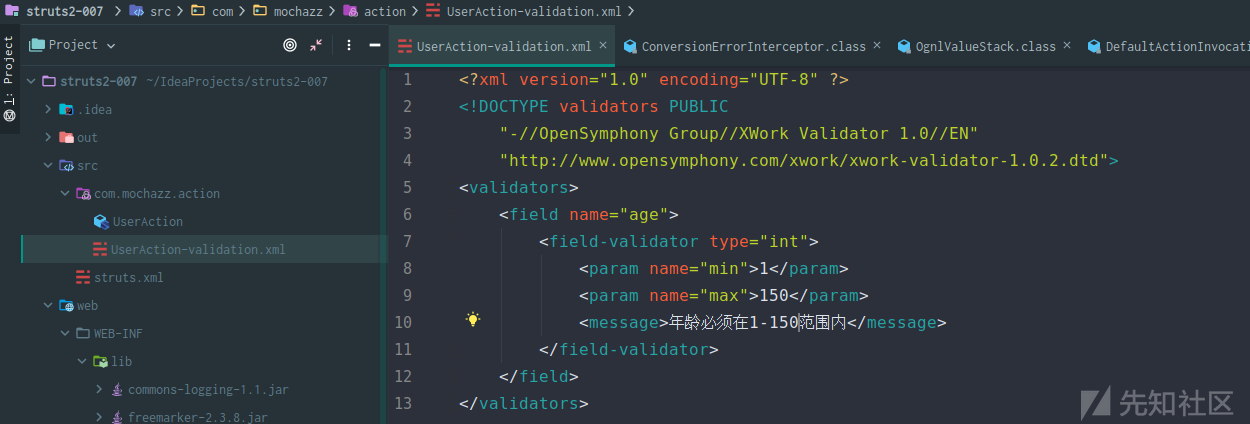 struts2-007 > src > com > mochazz > action > UserAction-validation.xml >
1: Project
Project
UserAction-validation.xml ×
ConversionErrorInterceptor.class ×
OgnlValueStack.class ×
DefaultActionInvocati
struts2-007 ~/IdeaProjects/struts2-007
.idea
out
src
com.mochazz.action
UserAction
UserAction-validation.xml
struts.xml
web
WEB-INF
lib
commons-logging-1.1.jar
freemarker-2.3.8.jar
1 <?xml version="1.0" encoding="UTF-8" ?>
2 <!DOCTYPE validators PUBLIC
3 "-//OpenSymphony Group//XWork Validator 1.0//EN"
4 "http://www.opensymphony.com/xwork/xwork-validator-1.0.2.dtd">
5 <validators>
6 <field name="age">
7 <field-validator type="int">
8 <param name="min">1</param>
9 <param name="max">150</param>
10 <message>年龄必须在1-150范围内</message>
11 </field-validator>
12 </field>
13 </validators>
先知社区